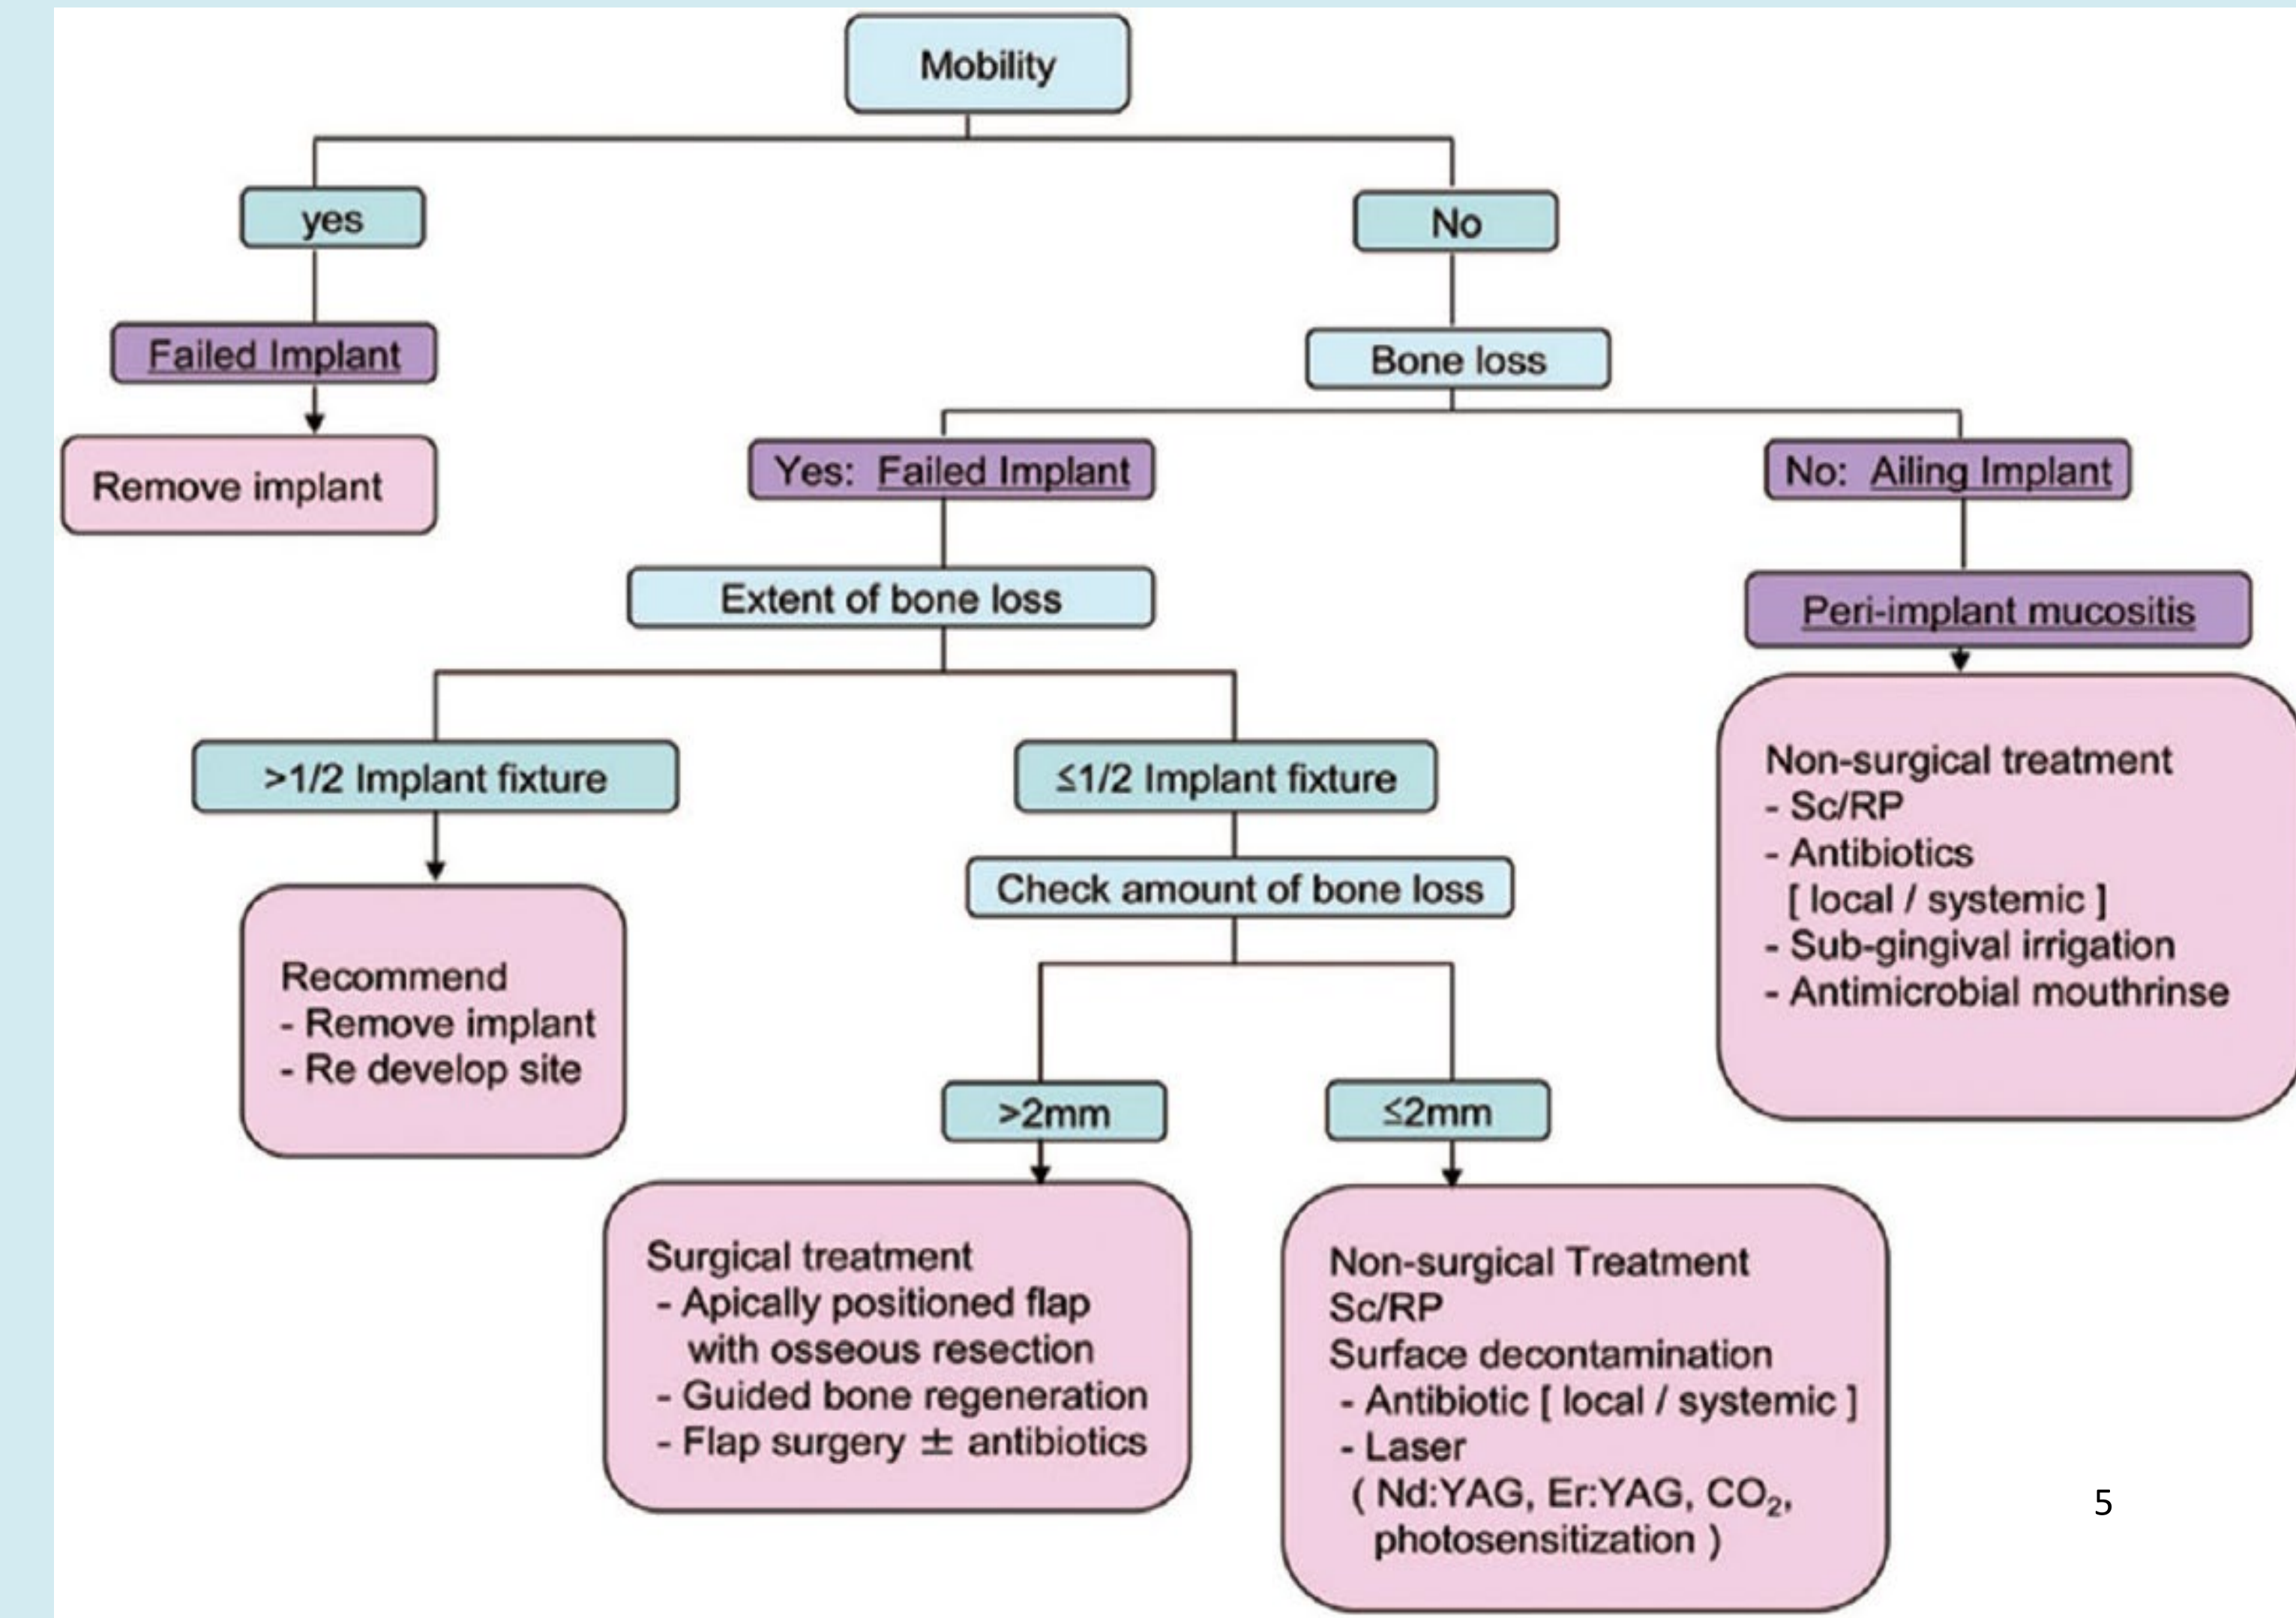 Mobility
yes
No
Failed Implant
Bone loss
Remove implant
Yes: Failed Implant
No: Ailing Implant
Extent of bone loss
Peri-implant mucositis
>1/2 Implant fixture
≤1/2 Implant fixture
Check amount of bone loss
Non-surgical treatment
- Sc/RP
- Antibiotics
[ local / systemic ]
- Sub-gingival irrigation
- Antimicrobial mouthrinse
Recommend
- Remove implant
- Re develop site
>2mm
≤2mm
Surgical treatment
- Apically positioned flap
with osseous resection
- Guided bone regeneration
- Flap surgery ± antibiotics
Non-surgical Treatment
Sc/RP
Surface decontamination
- Antibiotic [ local / systemic ]
- Laser
( Nd:YAG, Er:YAG, CO₂,
photosensitization )
5